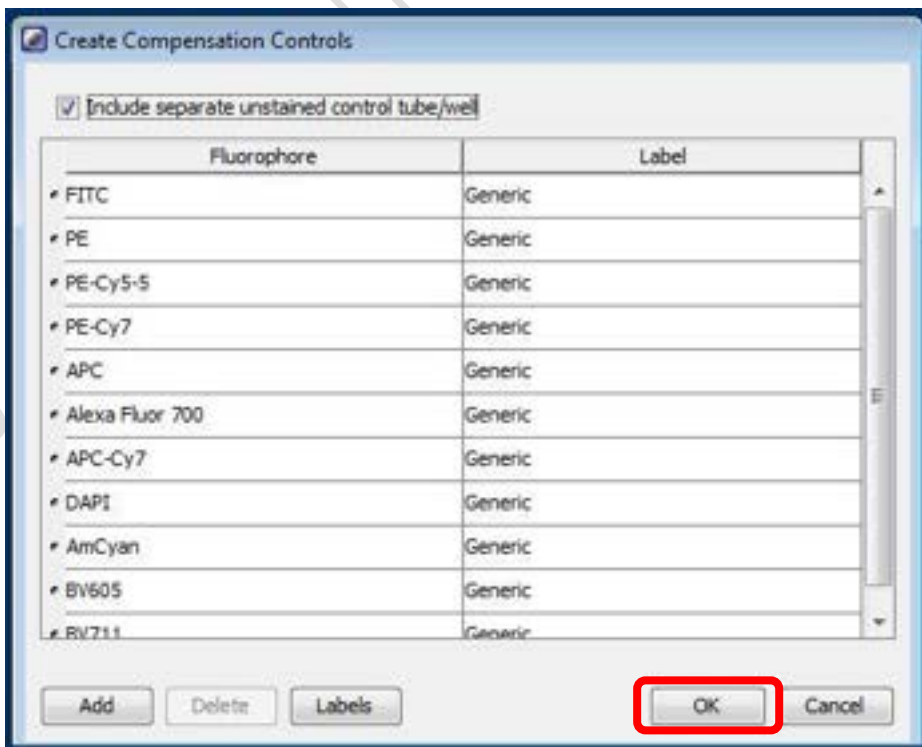 Create Compensation Controls
Include separate unstained control tube/well
Fluorophore Label
FITC Generic
PE Generic
PE-Cy5-5 Generic
PE-Cy7 Generic
APC Generic
Alexa Fluor 700 Generic
APC-Cy7 Generic
DAPI Generic
AmCyan Generic
BV605 Generic
BV711 Generic
Add Delete Labels OK Cancel